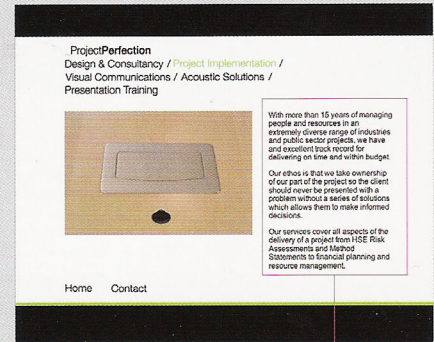 ProjectPerfection
Design & Consultancy / Project Implementation /
Visual Communications / Acoustic Solutions /
Presentation Training
With more than 15 years of managing
people and resources in an
extremely diverse range of industries
and public sector projects, we have
and excellent track record for
delivering on time and within budget.
Our ethos is that we take ownership
of our part of the project so the client
should never be presented with a
problem without a series of solutions
which allows them to make informed
decisions.
Our services cover all aspects of the
delivery of a project from HSE Risk
Assessments and Method
Statements to financial planning and
resource management.
Home Contact